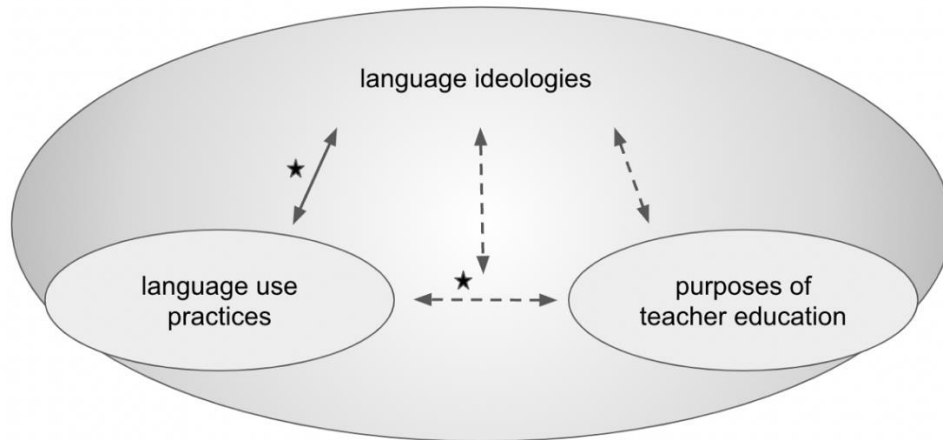 language ideologies
language use
practices
purposes of
teacher education